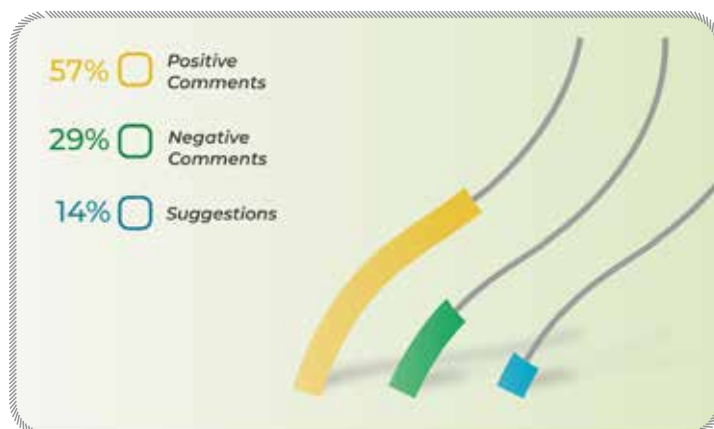 57% Positive
Comments
29% Negative
Comments
14% Suggestions